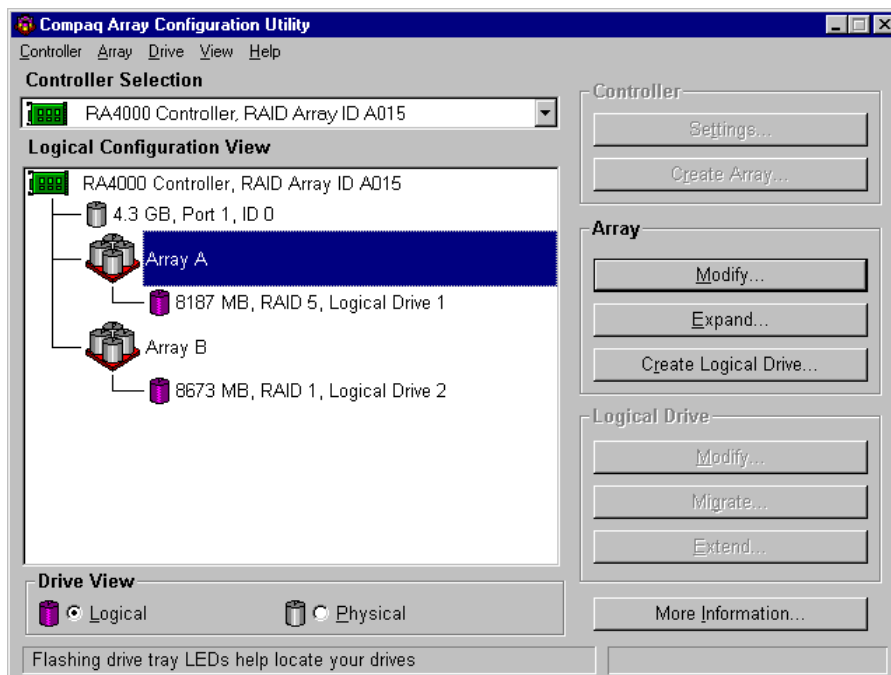 Compaq Array Configuration Utility
Controller Array Drive View Help
Controller Selection
RA4000 Controller, RAID Array ID A015
Logical Configuration View
RA4000 Controller, RAID Array ID A015
4.3 GB, Port 1, ID 0
Array A
8187 MB, RAID 5, Logical Drive 1
Array B
8673 MB, RAID 1, Logical Drive 2
Drive View
Logical
Physical
Flashing drive tray LEDs help locate your drives
Controller
Settings...
Create Array...
Array
Modify...
Expand...
Create Logical Drive...
Logical Drive
Modify...
Migrate...
Extend...
More Information...